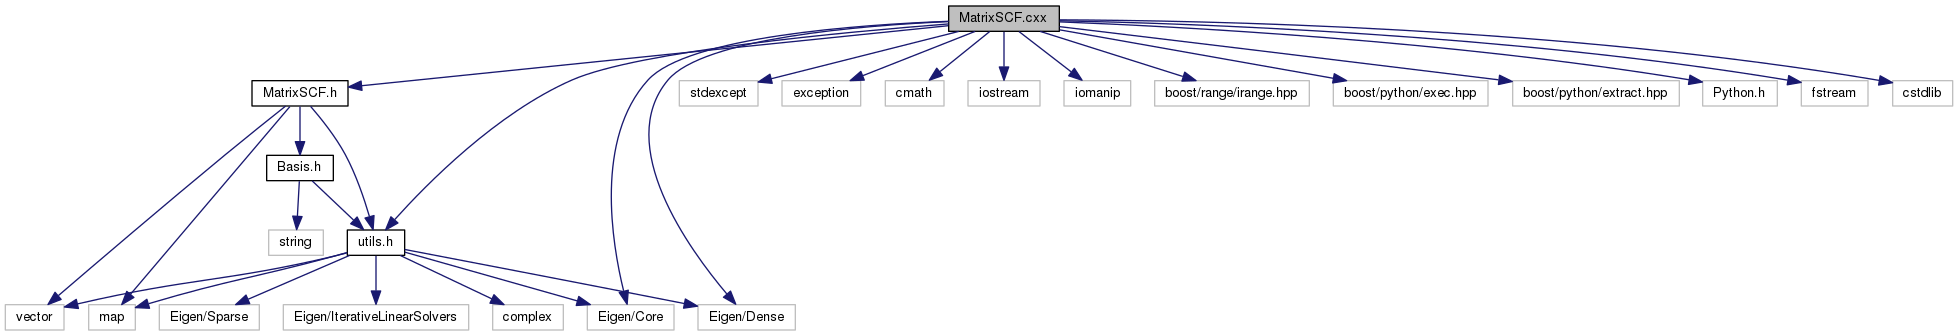 MatrixSCF.cxx
MatrixSCF.h
stdexcept
exception
cmath
iostream
iomanip
boost/range/irange.hpp
boost/python/exec.hpp
boost/python/extract.hpp
Python.h
fstream
cstdlib
Basis.h
string
utils.h
vector
map
Eigen/Sparse
Eigen/IterativeLinearSolvers
complex
Eigen/Core
Eigen/Dense